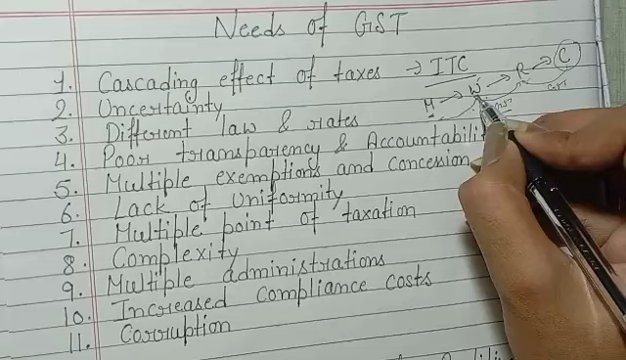 Needs of GST
1. Cascading effect of taxes → ITC
M → W → R → C
2. Uncertainty
3. Different law & rates
4. Poor transparency & Accountabilit
5. Multiple exemptions and concession
6. Lack of Uniformity
7. Multiple point of taxation
8. Complexity
9. Multiple administrations
10. Increased compliance costs
11. Corruption